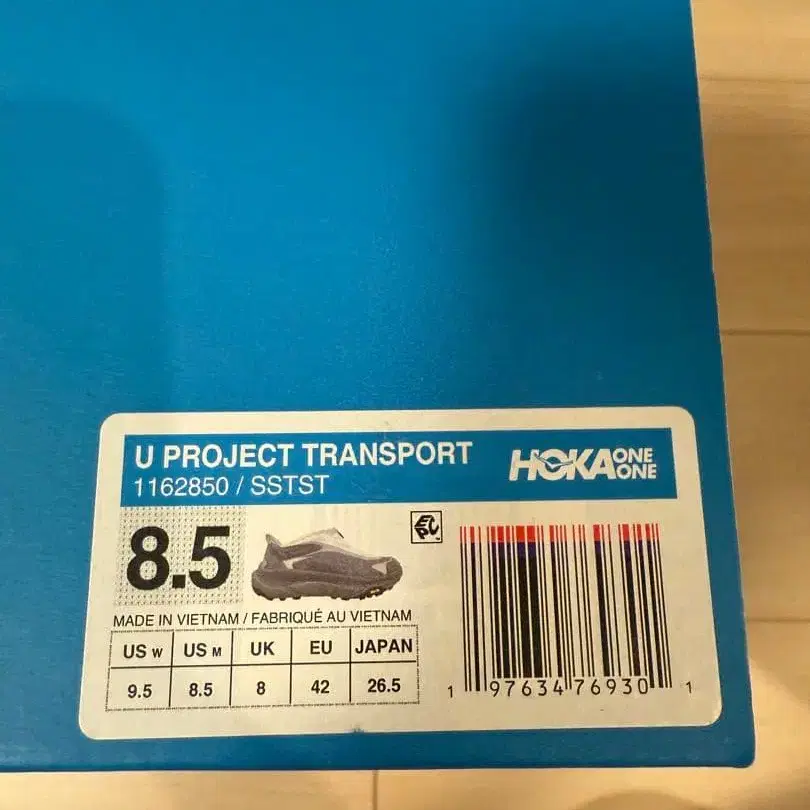 U PROJECT TRANSPORT
1162850 / SSTST
HOKA ONE ONE
8.5
MADE IN VIETNAM / FABRIQUÉ AU VIETNAM
US W US M UK EU JAPAN
9.5 8.5 8 42 26.5
1 97634 76930 1